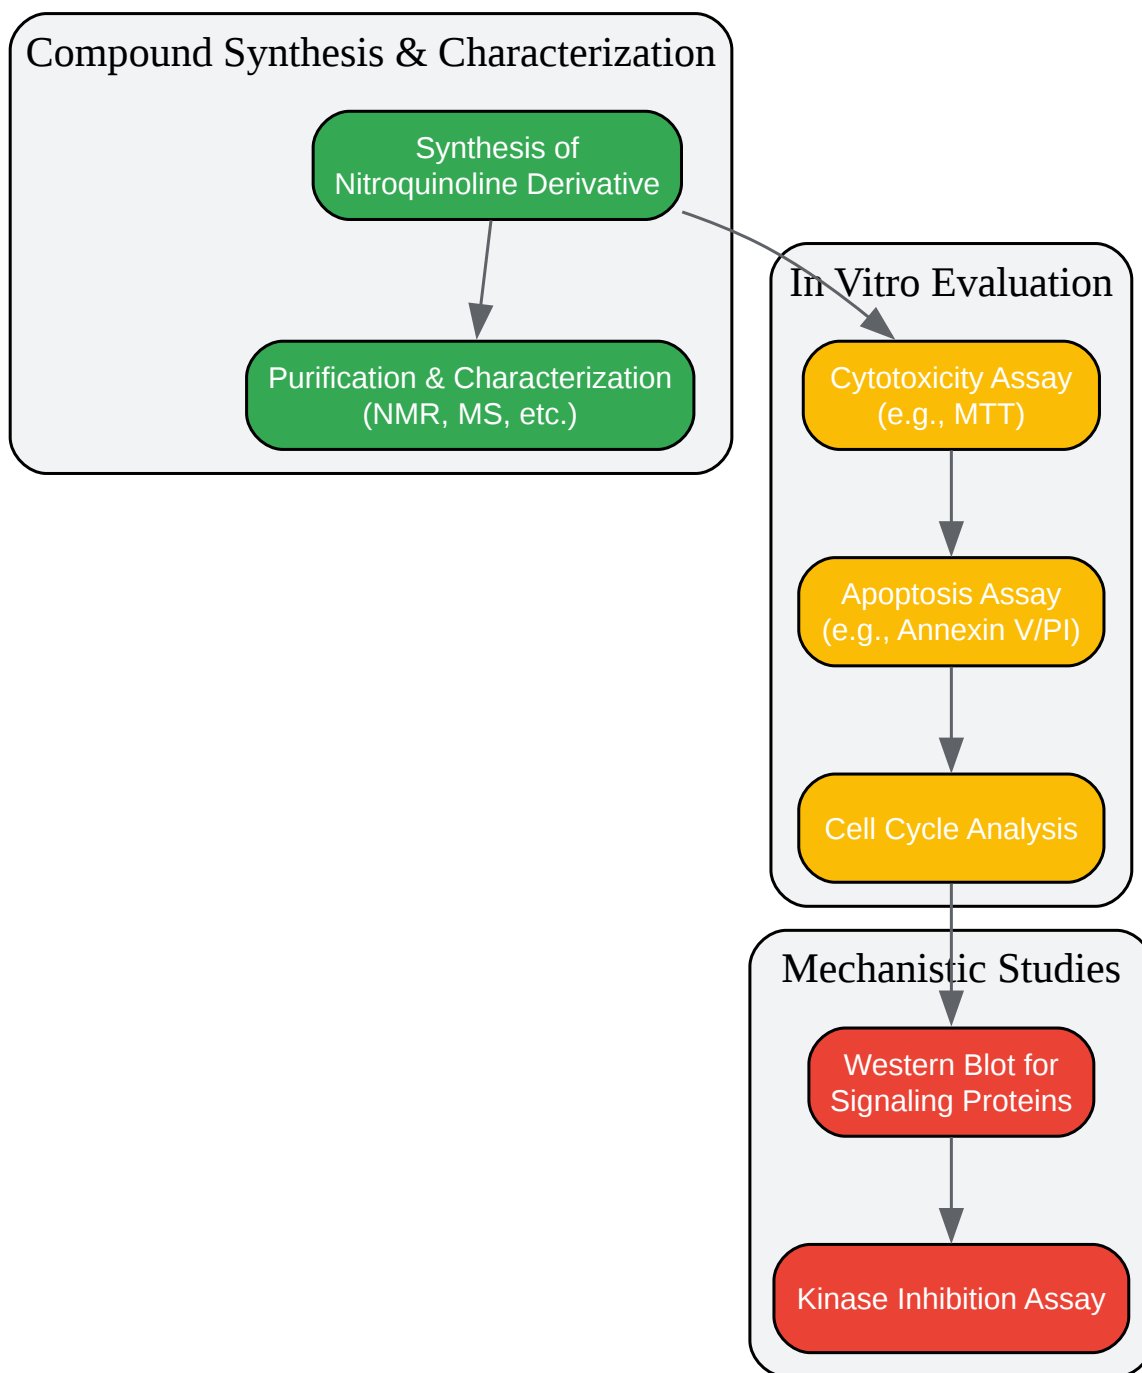 Compound Synthesis & Characterization
Synthesis of
Nitroquinoline Derivative
Purification & Characterization
(NMR, MS, etc.)
In Vitro Evaluation
Cytotoxicity Assay
(e.g., MTT)
Apoptosis Assay
(e.g., Annexin V/PI)
Cell Cycle Analysis
Mechanistic Studies
Western Blot for
Signaling Proteins
Kinase Inhibition Assay